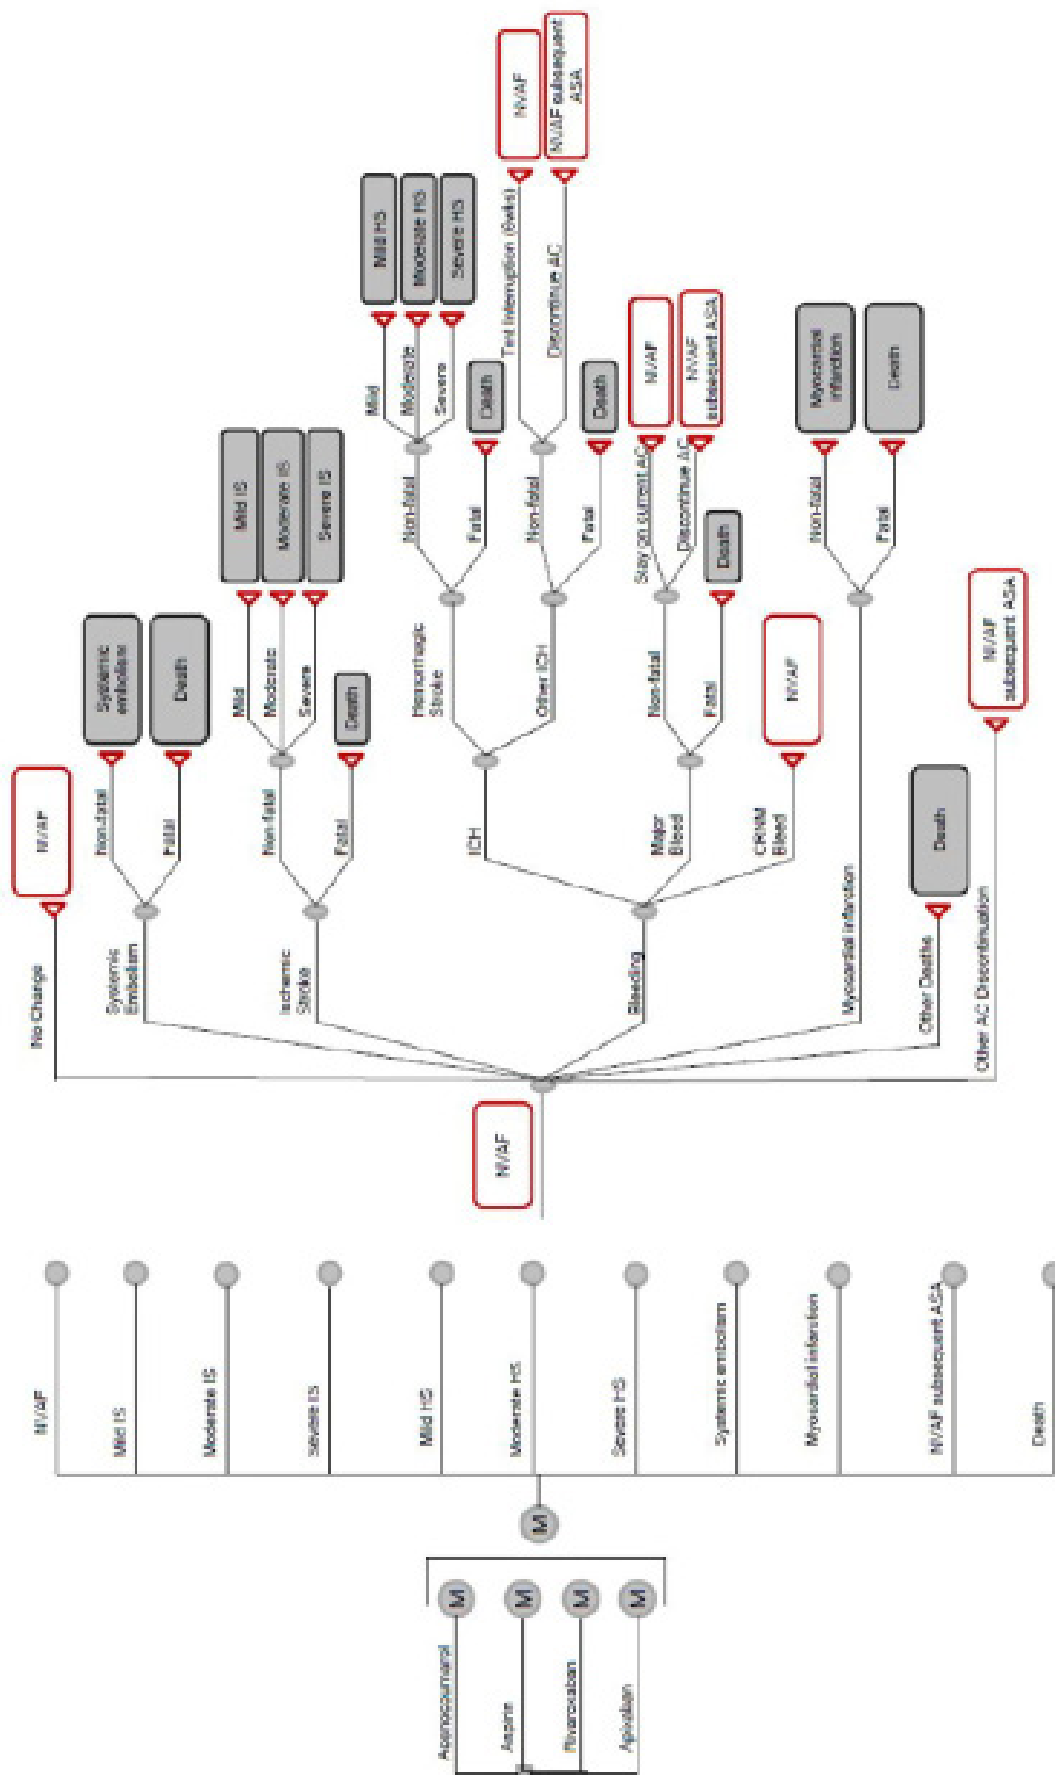 Acenocoumarol
Aspirin
Rivaroxaban
Apixaban
M
M
M
M
M
NVAF
Mild IS
Moderate IS
Severe IS
Mild HS
Moderate HS
Severe HS
Systemic embolism
Myocardial infarction
NVAF subsequent ASA
Death
NVAF
No Change
NVAF
Systemic
Embolism
Non-fatal
Systemic
embolism
Fatal
Death
Ischemic
Stroke
Non-fatal
Mild
Mild IS
Moderate
Moderate IS
Severe
Severe IS
Fatal
Death
Bleeding
ICH
Hemorrhagic
Stroke
Non-fatal
Mild
Mild HS
Moderate
Moderate HS
Severe
Severe HS
Fatal
Death
Other ICH
Non-fatal
Tmt Interruption (6wks)
NVAF
Discontinue AC
NVAF subsequent
ASA
Fatal
Death
Major
Bleed
Non-fatal
Stay on current AC
NVAF
Discontinue AC
NVAF
subsequent ASA
Fatal
Death
CRNM
Bleed
NVAF
Myocardial infarction
Non-fatal
Myocardial
infarction
Fatal
Death
Other Deaths
Death
Other AC Discontinuation
NVAF
subsequent ASA